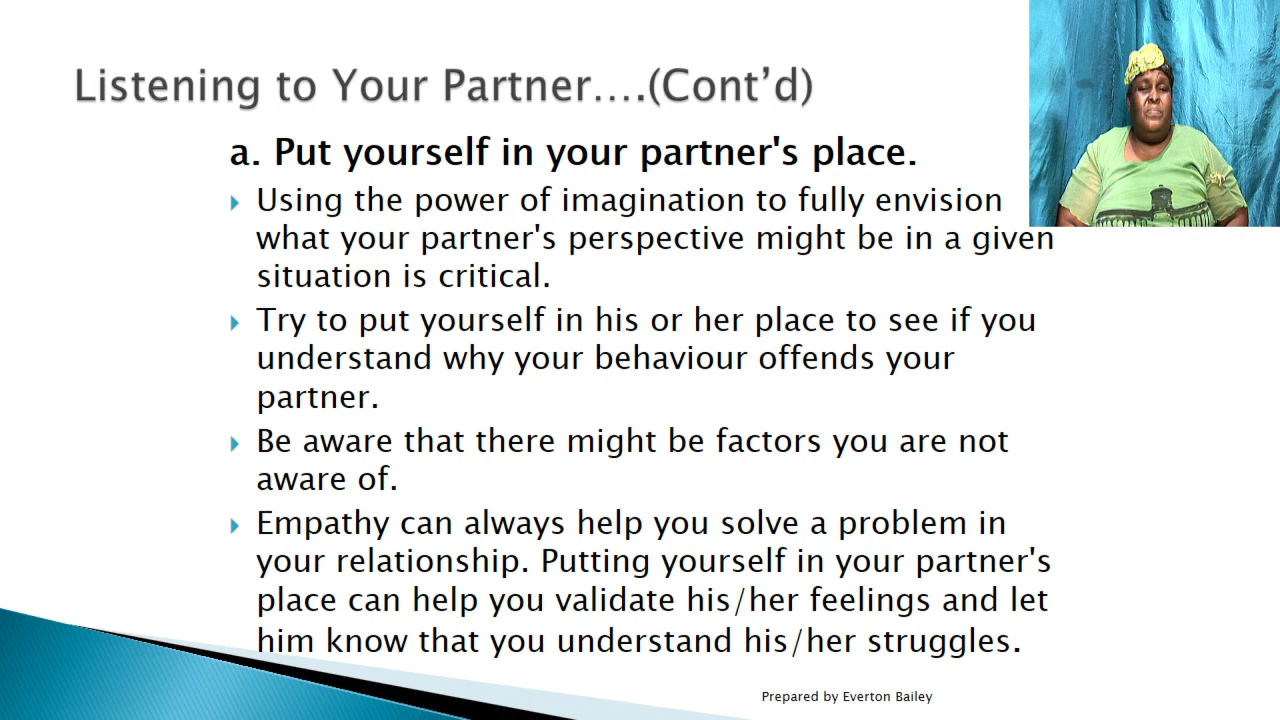 Listening to Your Partner….(Cont’d)
a. Put yourself in your partner's place.
Using the power of imagination to fully envision
what your partner's perspective might be in a given
situation is critical.
Try to put yourself in his or her place to see if you
understand why your behaviour offends your
partner.
Be aware that there might be factors you are not
aware of.
Empathy can always help you solve a problem in
your relationship. Putting yourself in your partner's
place can help you validate his/her feelings and let
him know that you understand his/her struggles.
Prepared by Everton Bailey